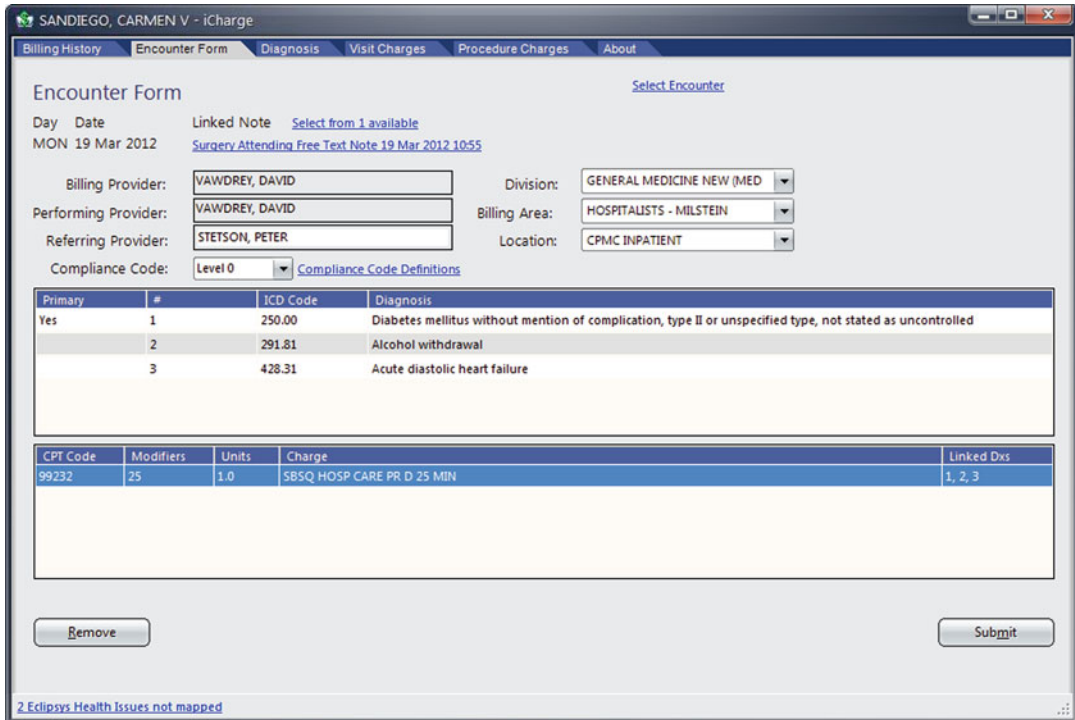 SANDIEGO, CARMEN V - iCharge
Billing History Encounter Form Diagnosis Visit Charges Procedure Charges About
Encounter Form
Select Encounter
Day Date Linked Note Select from 1 available
MON 19 Mar 2012 Surgery Attending Free Text Note 19 Mar 2012 10:55
Billing Provider: VAWDREY, DAVID Division: GENERAL MEDICINE NEW (MED
Performing Provider: VAWDREY, DAVID Billing Area: HOSPITALISTS - MILSTEIN
Referring Provider: STETSON, PETER Location: CPMC INPATIENT
Compliance Code: Level 0 Compliance Code Definitions
Primary # ICD Code Diagnosis
Yes 1 250.00 Diabetes mellitus without mention of complication, type II or unspecified type, not stated as uncontrolled
2 291.81 Alcohol withdrawal
3 428.31 Acute diastolic heart failure
CPT Code Modifiers Units Charge Linked Dxs
99232 25 1.0 SBSQ HOSP CARE PR D 25 MIN 1, 2, 3
Remove Submit
2 Eclipsys Health Issues not mapped